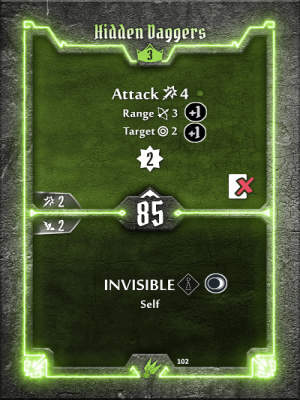 Hidden Daggers
3
Attack 4
Range 3 +1
Target 2 +1
2
2
2
85
INVISIBLE
Self
102